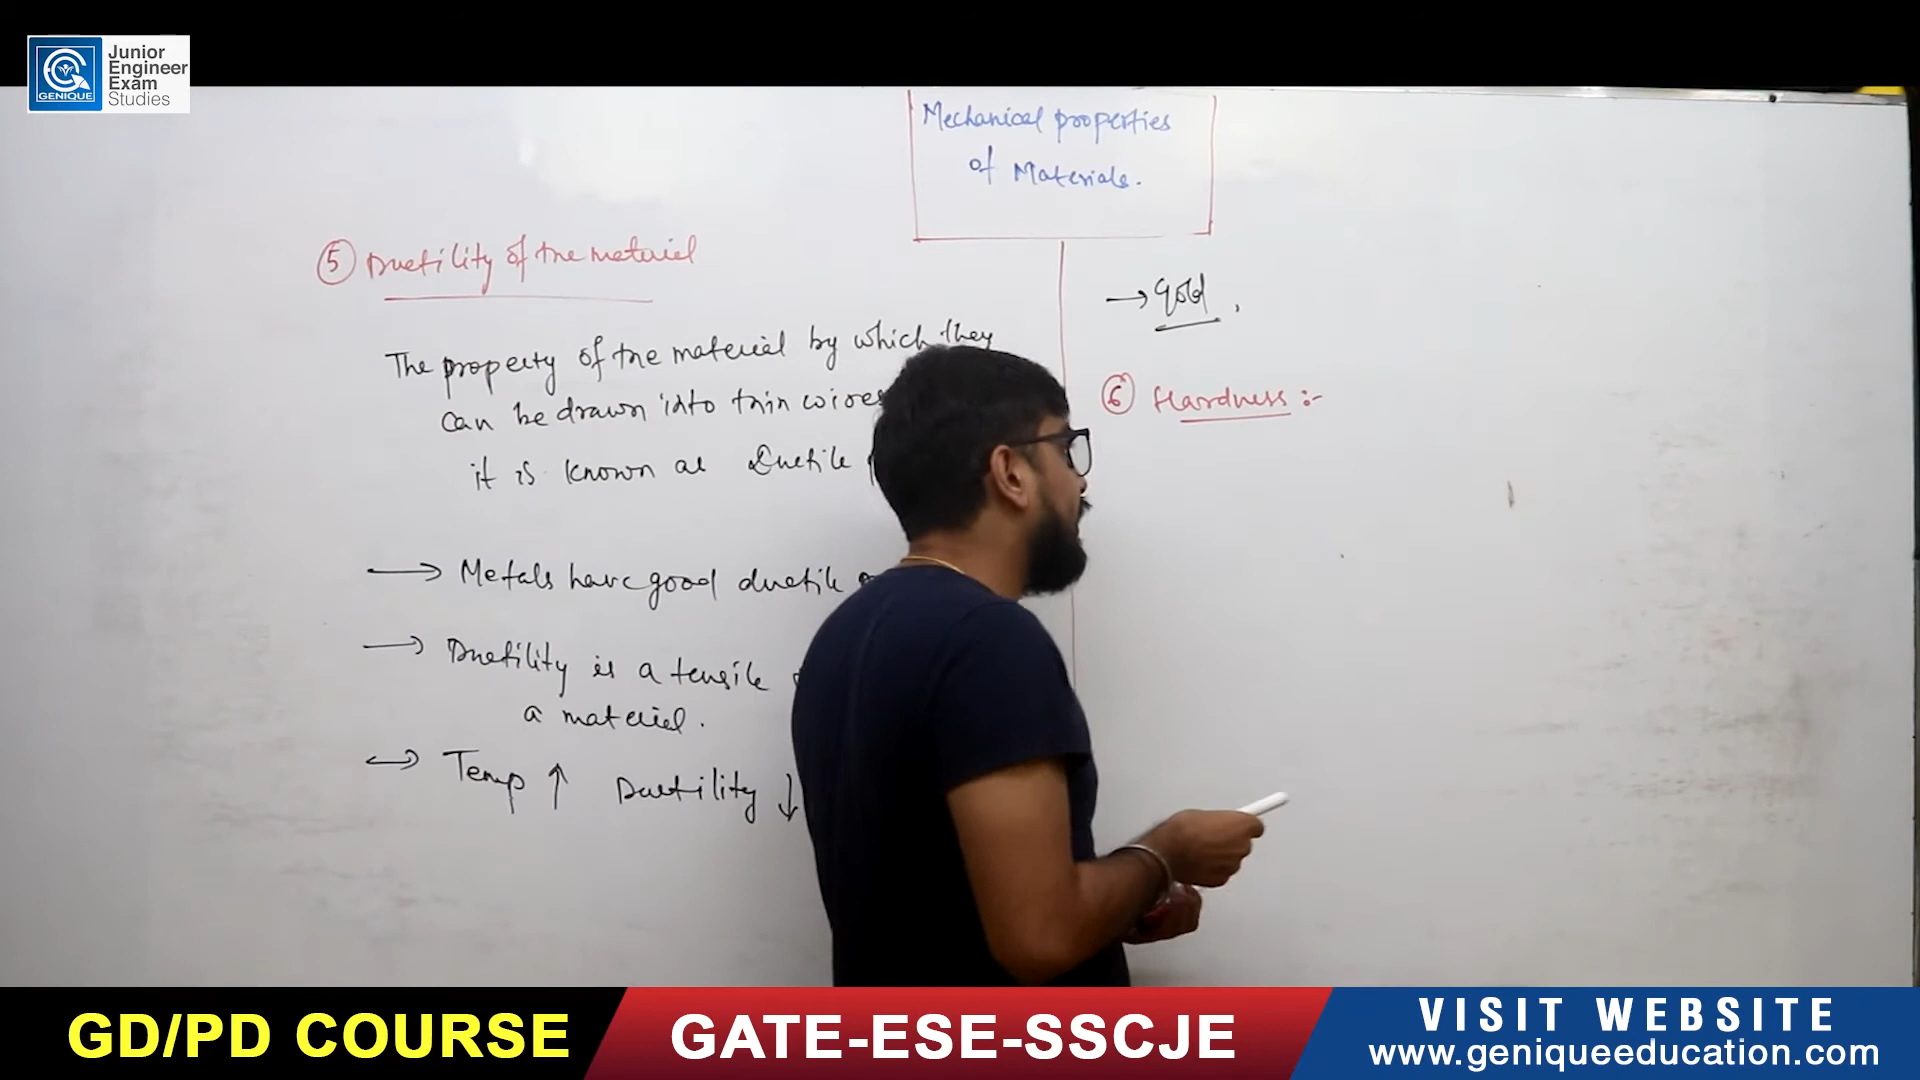 GENIQUE
Junior
Engineer
Exam
Studies
Mechanical properties
of Materials.
5 Ductility of the material
The property of the material by which they
can be drawn into thin wires
it is known as Ductile
→ Metals have good ductile
→ Ductility is a tensile
a material.
→ Temp ↑ Ductility ↓
→ gold,
6 Hardness :-
GD/PD COURSE
GATE-ESE-SSCJE
VISIT WEBSITE
www.geniqueeducation.com